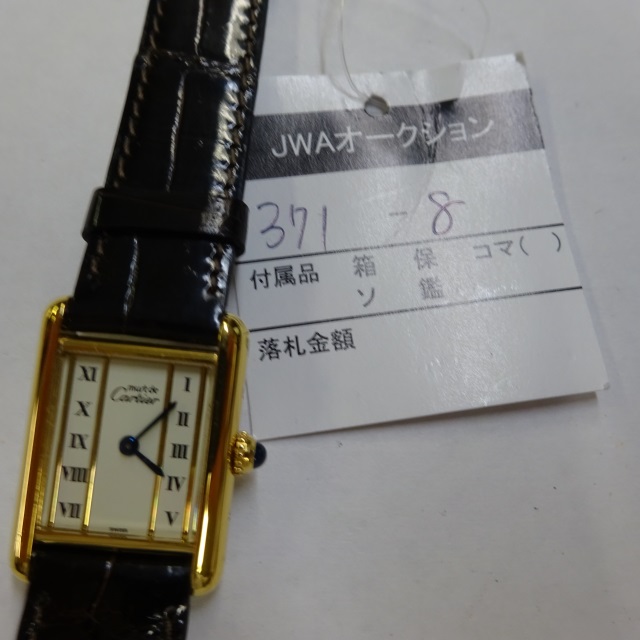 JWAオークション
371 - 8
付属品 箱 保 コマ( )
ソ 鑑
落札金額
must de
Cartier
XI I
X II
IX III
VIII IV
VII V